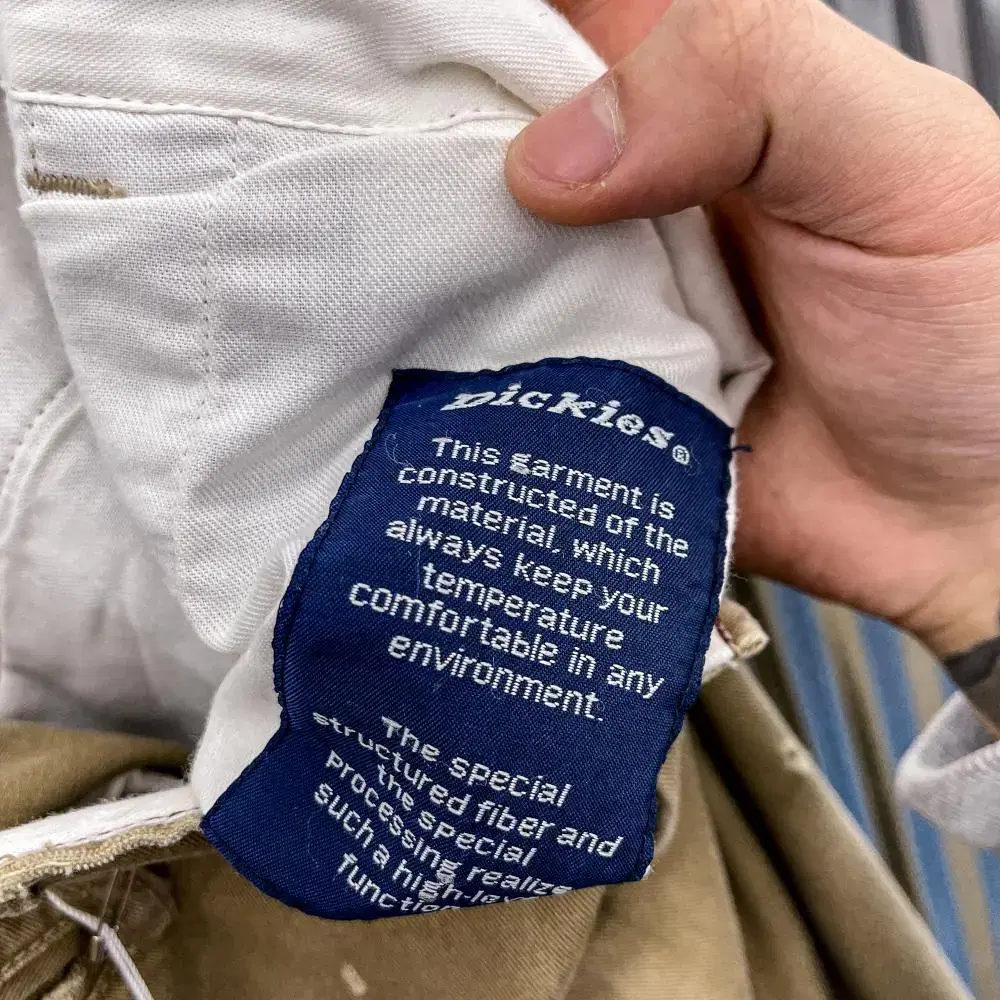 Dickies®
This garment is
constructed of the
material, which
always keep your
temperature
comfortable in any
environment.
The special
structured fiber and
the special
processing realize
such a